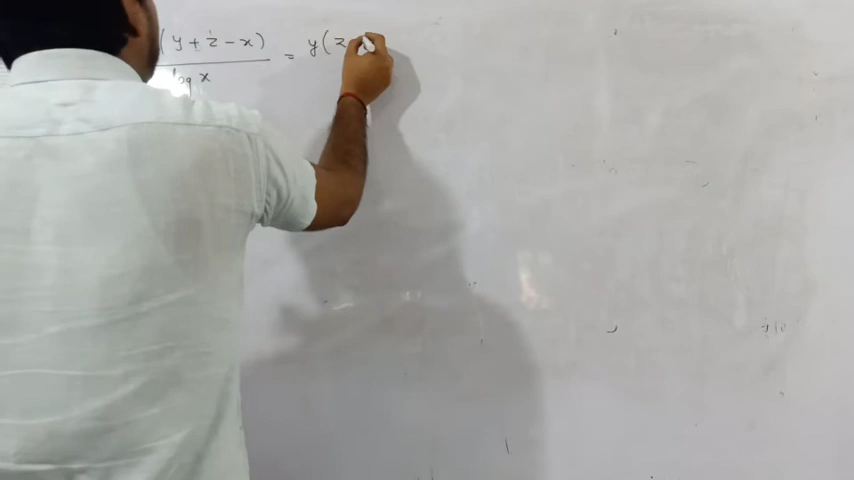 (y + z - x) = y(z
log x